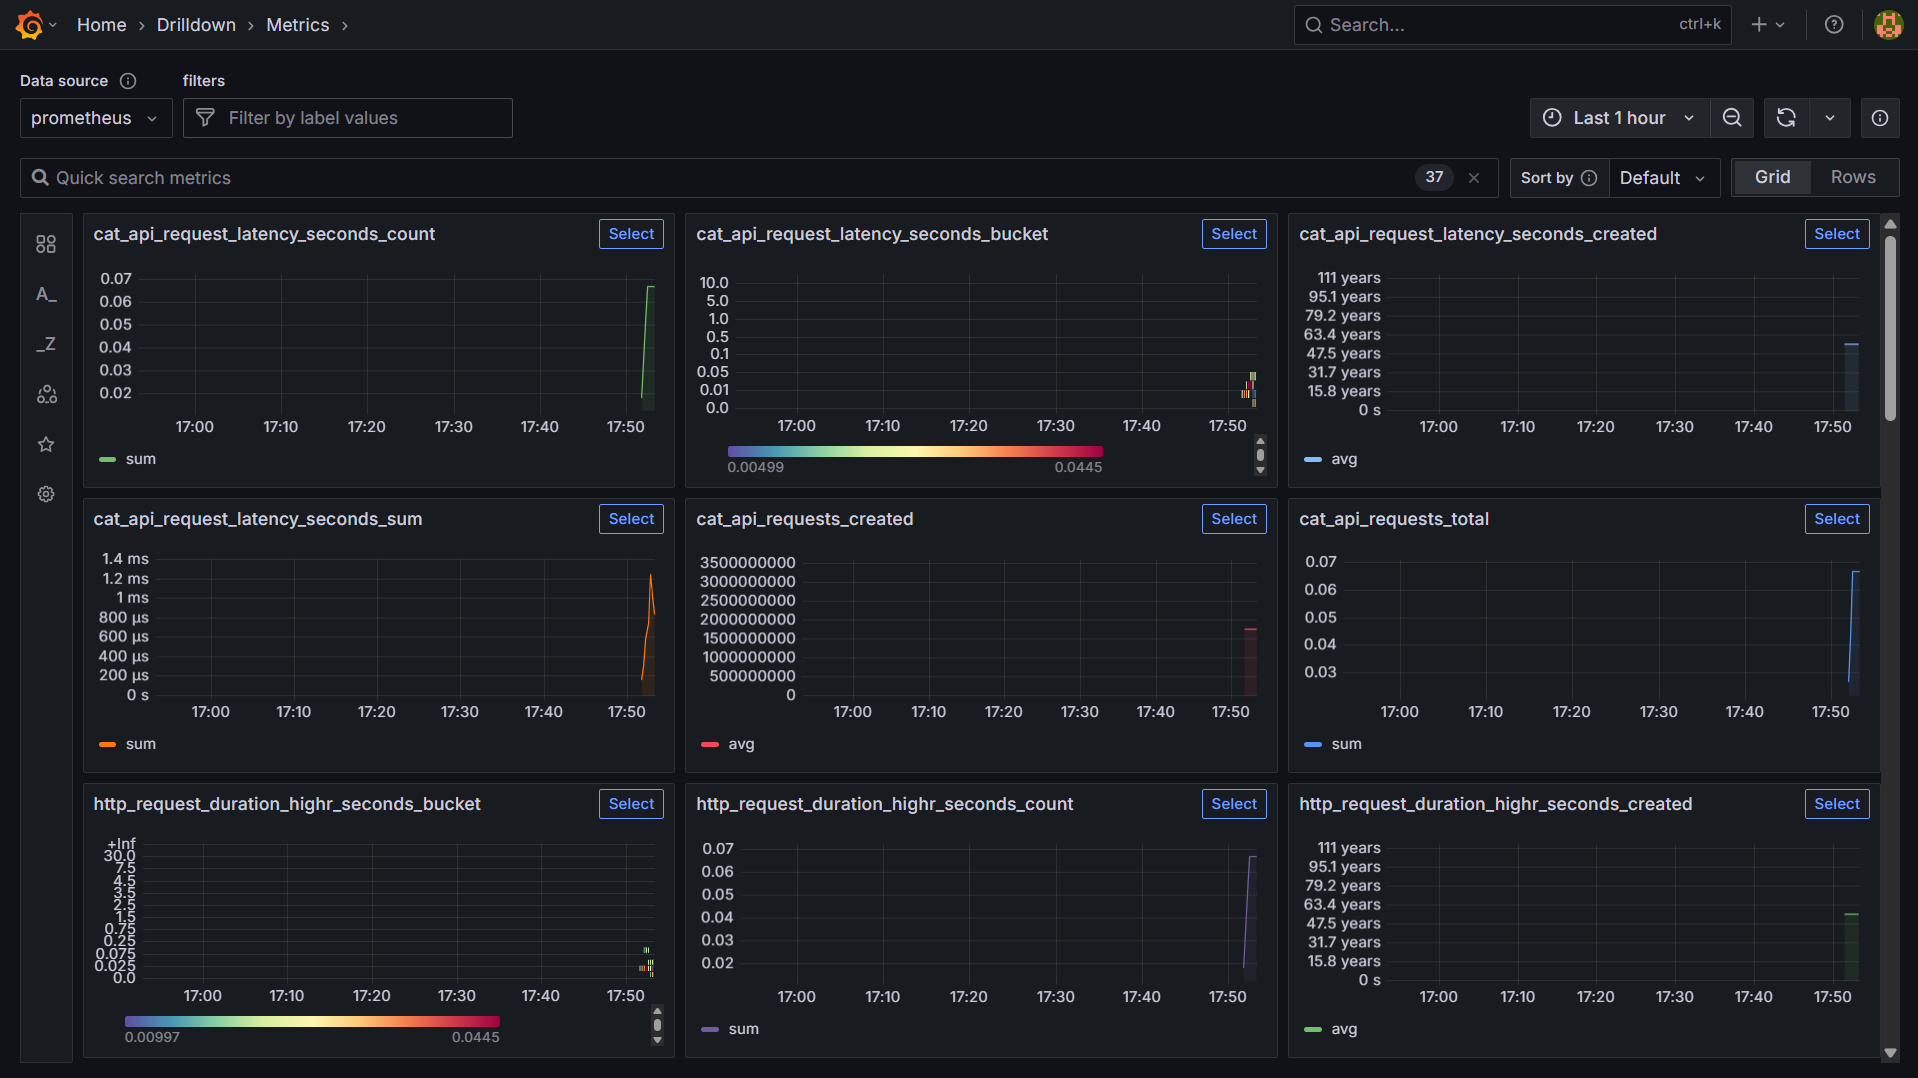 Home › Drilldown › Metrics ›
Search... ctrl+k
Data source filters
prometheus Filter by label values Last 1 hour
Quick search metrics 37 Sort by Default Grid Rows
cat_api_request_latency_seconds_count Select
0.07
0.06
0.05
0.04
0.03
0.02
17:00 17:10 17:20 17:30 17:40 17:50
sum
cat_api_request_latency_seconds_bucket Select
10.0
5.0
1.0
0.5
0.1
0.05
0.01
0.0
17:00 17:10 17:20 17:30 17:40 17:50
0.00499 0.0445
cat_api_request_latency_seconds_created Select
111 years
95.1 years
79.2 years
63.4 years
47.5 years
31.7 years
15.8 years
0 s
17:00 17:10 17:20 17:30 17:40 17:50
avg
cat_api_request_latency_seconds_sum Select
1.4 ms
1.2 ms
1 ms
800 µs
600 µs
400 µs
200 µs
0 s
17:00 17:10 17:20 17:30 17:40 17:50
sum
cat_api_requests_created Select
3500000000
3000000000
2500000000
2000000000
1500000000
1000000000
500000000
0
17:00 17:10 17:20 17:30 17:40 17:50
avg
cat_api_requests_total Select
0.07
0.06
0.05
0.04
0.03
17:00 17:10 17:20 17:30 17:40 17:50
sum
http_request_duration_highr_seconds_bucket Select
+Inf
30.0
7.5
4.5
3.5
2.5
1.5
0.75
0.25
0.075
0.025
0.0
17:00 17:10 17:20 17:30 17:40 17:50
0.00997 0.0445
http_request_duration_highr_seconds_count Select
0.07
0.06
0.05
0.04
0.03
0.02
17:00 17:10 17:20 17:30 17:40 17:50
sum
http_request_duration_highr_seconds_created Select
111 years
95.1 years
79.2 years
63.4 years
47.5 years
31.7 years
15.8 years
0 s
17:00 17:10 17:20 17:30 17:40 17:50
avg
A_
_Z